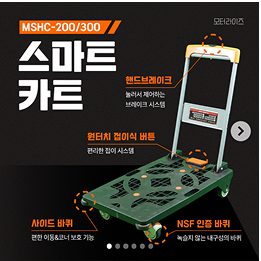 모터라이즈
MSHC-200/300
스마트
카트
핸드브레이크
눌러서 제어하는
브레이크 시스템
원터치 접이식 버튼
편리한 접이 시스템
사이드 바퀴
편한 이동&코너 보호 기능
NSF 인증 바퀴
녹슬지 않는 내구성의 바퀴